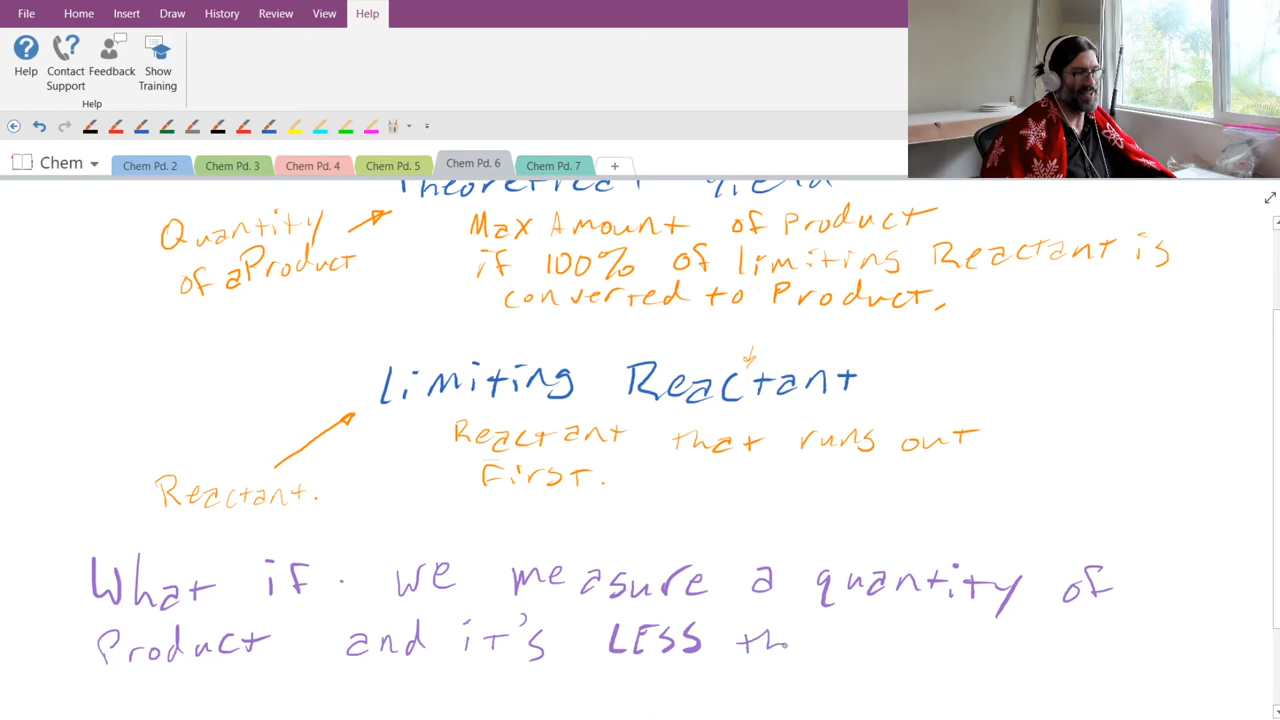 File Home Insert Draw History Review View Help
Help Contact Support Feedback Show Training
Help
Chem Chem Pd. 2 Chem Pd. 3 Chem Pd. 4 Chem Pd. 5 Chem Pd. 6 Chem Pd. 7 +
Theoretical Yield
Quantity of a Product
Max Amount of Product
if 100% of limiting Reactant is
converted to Product.
Limiting Reactant
Reactant that runs out
First.
Reactant.
What if we measure a quantity of
Product and it's LESS th